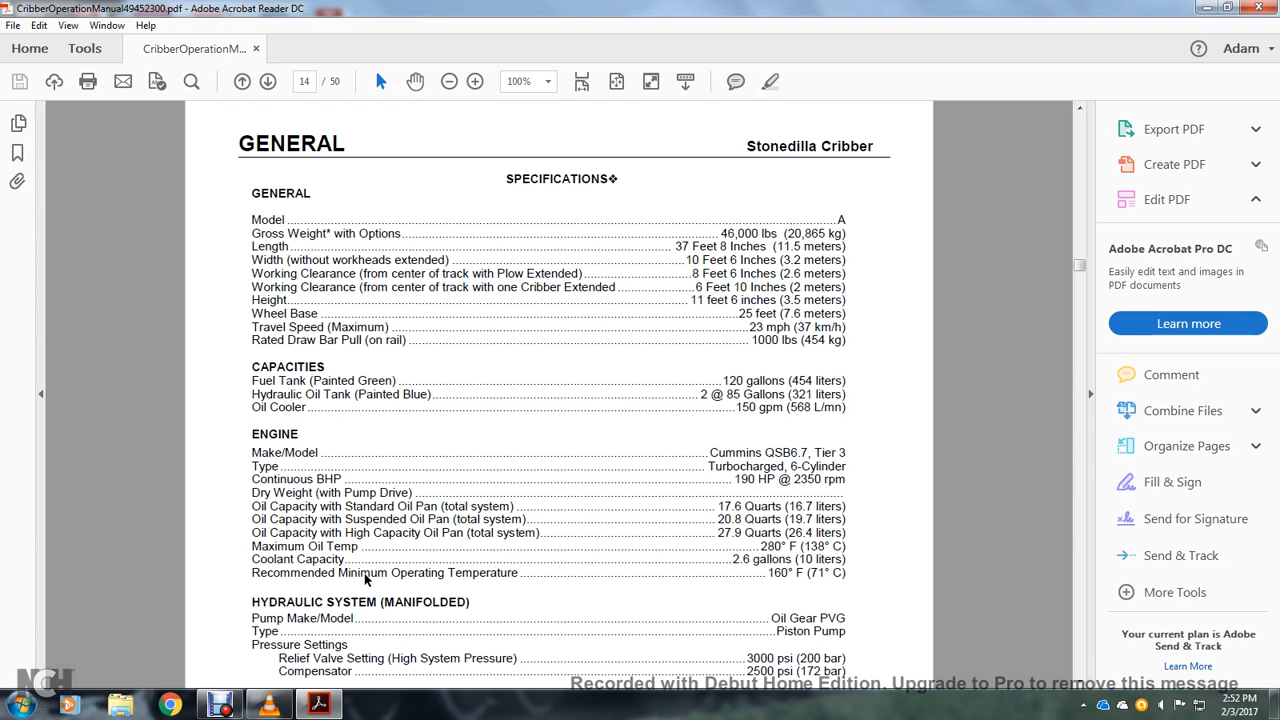 CribberOperationManual49452300.pdf - Adobe Acrobat Reader DC
File Edit View Window Help
Home Tools CribberOperationM... × Adam
14 / 50 100%
GENERAL Stonedilla Cribber
SPECIFICATIONS❖
GENERAL
Model A
Gross Weight* with Options 46,000 lbs (20,865 kg)
Length 37 Feet 8 Inches (11.5 meters)
Width (without workheads extended) 10 Feet 6 Inches (3.2 meters)
Working Clearance (from center of track with Plow Extended) 8 Feet 6 Inches (2.6 meters)
Working Clearance (from center of track with one Cribber Extended 6 Feet 10 Inches (2 meters)
Height 11 feet 6 inches (3.5 meters)
Wheel Base 25 feet (7.6 meters)
Travel Speed (Maximum) 23 mph (37 km/h)
Rated Draw Bar Pull (on rail) 1000 lbs (454 kg)
CAPACITIES
Fuel Tank (Painted Green) 120 gallons (454 liters)
Hydraulic Oil Tank (Painted Blue) 2 @ 85 Gallons (321 liters)
Oil Cooler 150 gpm (568 L/mn)
ENGINE
Make/Model Cummins QSB6.7, Tier 3
Type Turbocharged, 6-Cylinder
Continuous BHP 190 HP @ 2350 rpm
Dry Weight (with Pump Drive)
Oil Capacity with Standard Oil Pan (total system) 17.6 Quarts (16.7 liters)
Oil Capacity with Suspended Oil Pan (total system) 20.8 Quarts (19.7 liters)
Oil Capacity with High Capacity Oil Pan (total system) 27.9 Quarts (26.4 liters)
Maximum Oil Temp 280° F (138° C)
Coolant Capacity 2.6 gallons (10 liters)
Recommended Minimum Operating Temperature 160° F (71° C)
HYDRAULIC SYSTEM (MANIFOLDED)
Pump Make/Model Oil Gear PVG
Type Piston Pump
Pressure Settings
Relief Valve Setting (High System Pressure) 3000 psi (200 bar)
Compensator 2500 psi (172 bar)
Export PDF
Create PDF
Edit PDF
Adobe Acrobat Pro DC
Easily edit text and images in
PDF documents
Learn more
Comment
Combine Files
Organize Pages
Fill & Sign
Send for Signature
Send & Track
More Tools
Your current plan is Adobe
Send & Track
Learn More
NCH
Recorded with Debut Home Edition. Upgrade to Pro to remove this message
2:52 PM
2/3/2017